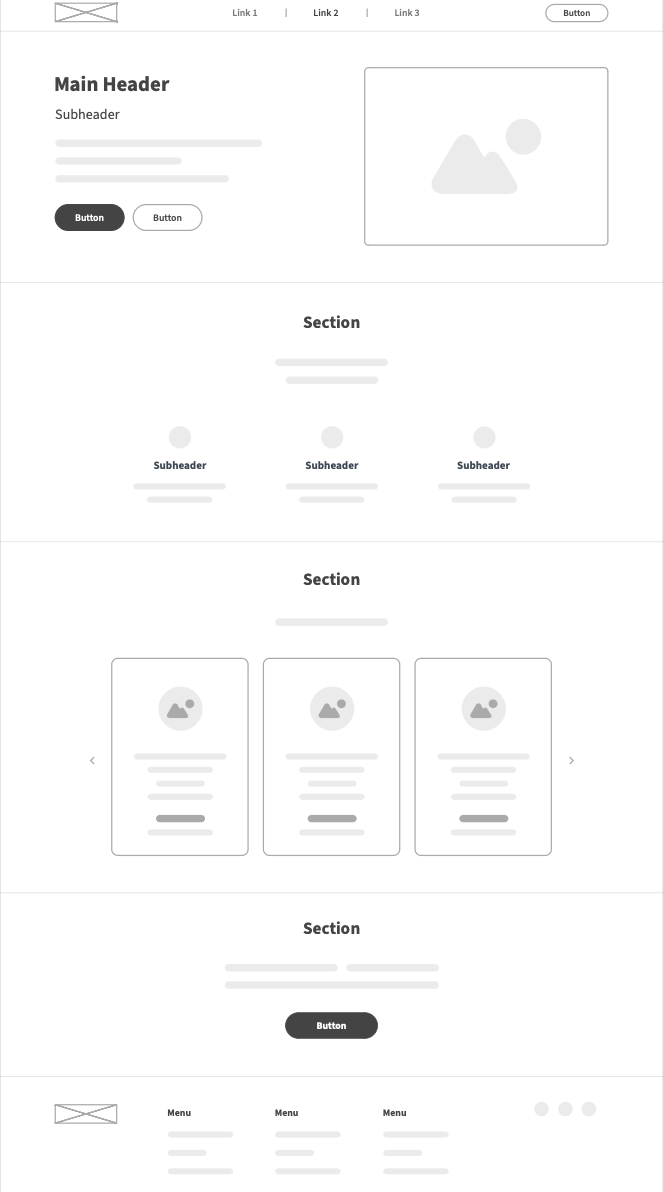 Link 1 | Link 2 | Link 3 Button
Main Header
Subheader
Button Button
Section
Subheader Subheader Subheader
Section
Section
Button
Menu Menu Menu